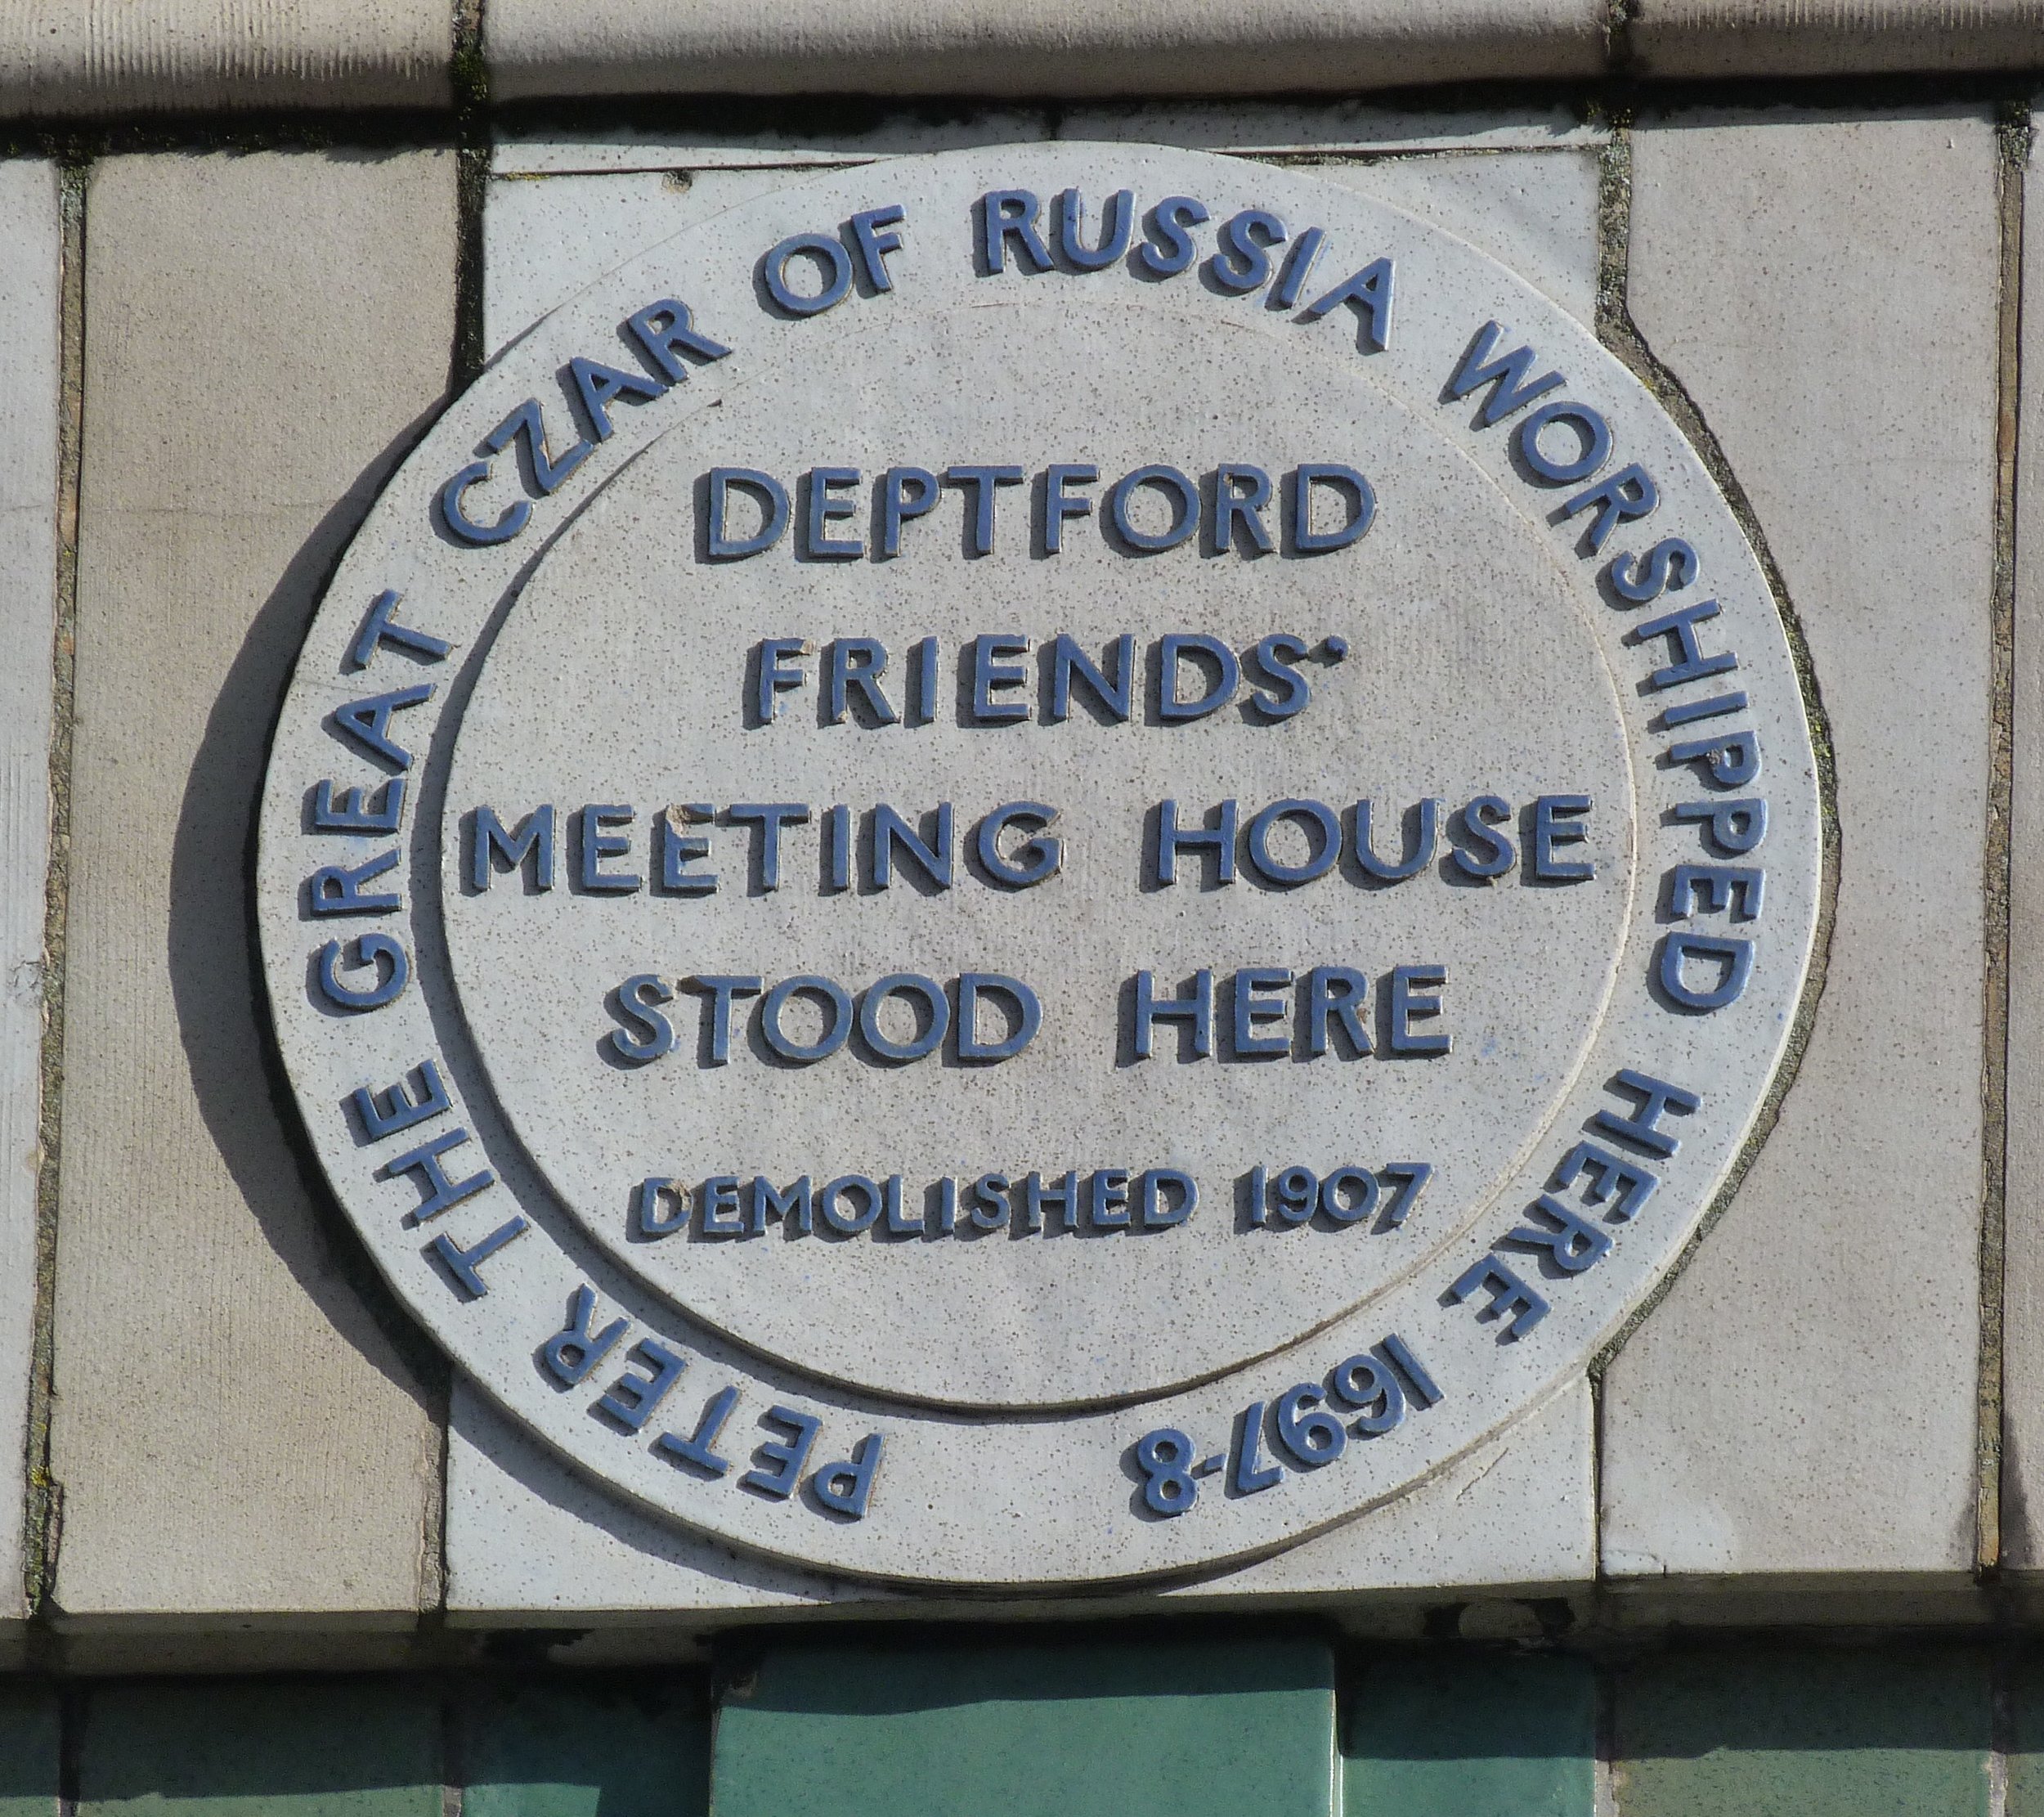 PETER THE GREAT CZAR OF RUSSIA WORSHIPPED HERE 1697-8
DEPTFORD
FRIENDS'
MEETING HOUSE
STOOD HERE
DEMOLISHED 1907